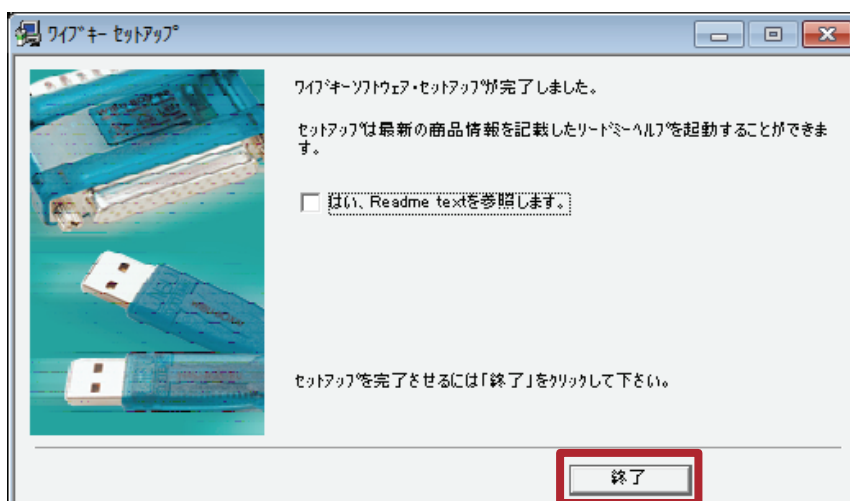 ワイブキー セットアップ
ワイブキーソフトウェア・セットアップが完了しました。
セットアップは最新の商品情報を記載したリードミーヘルプを起動することができま
す。
はい、Readme textを参照します。
セットアップを完了させるには「終了」をクリックして下さい。
終了